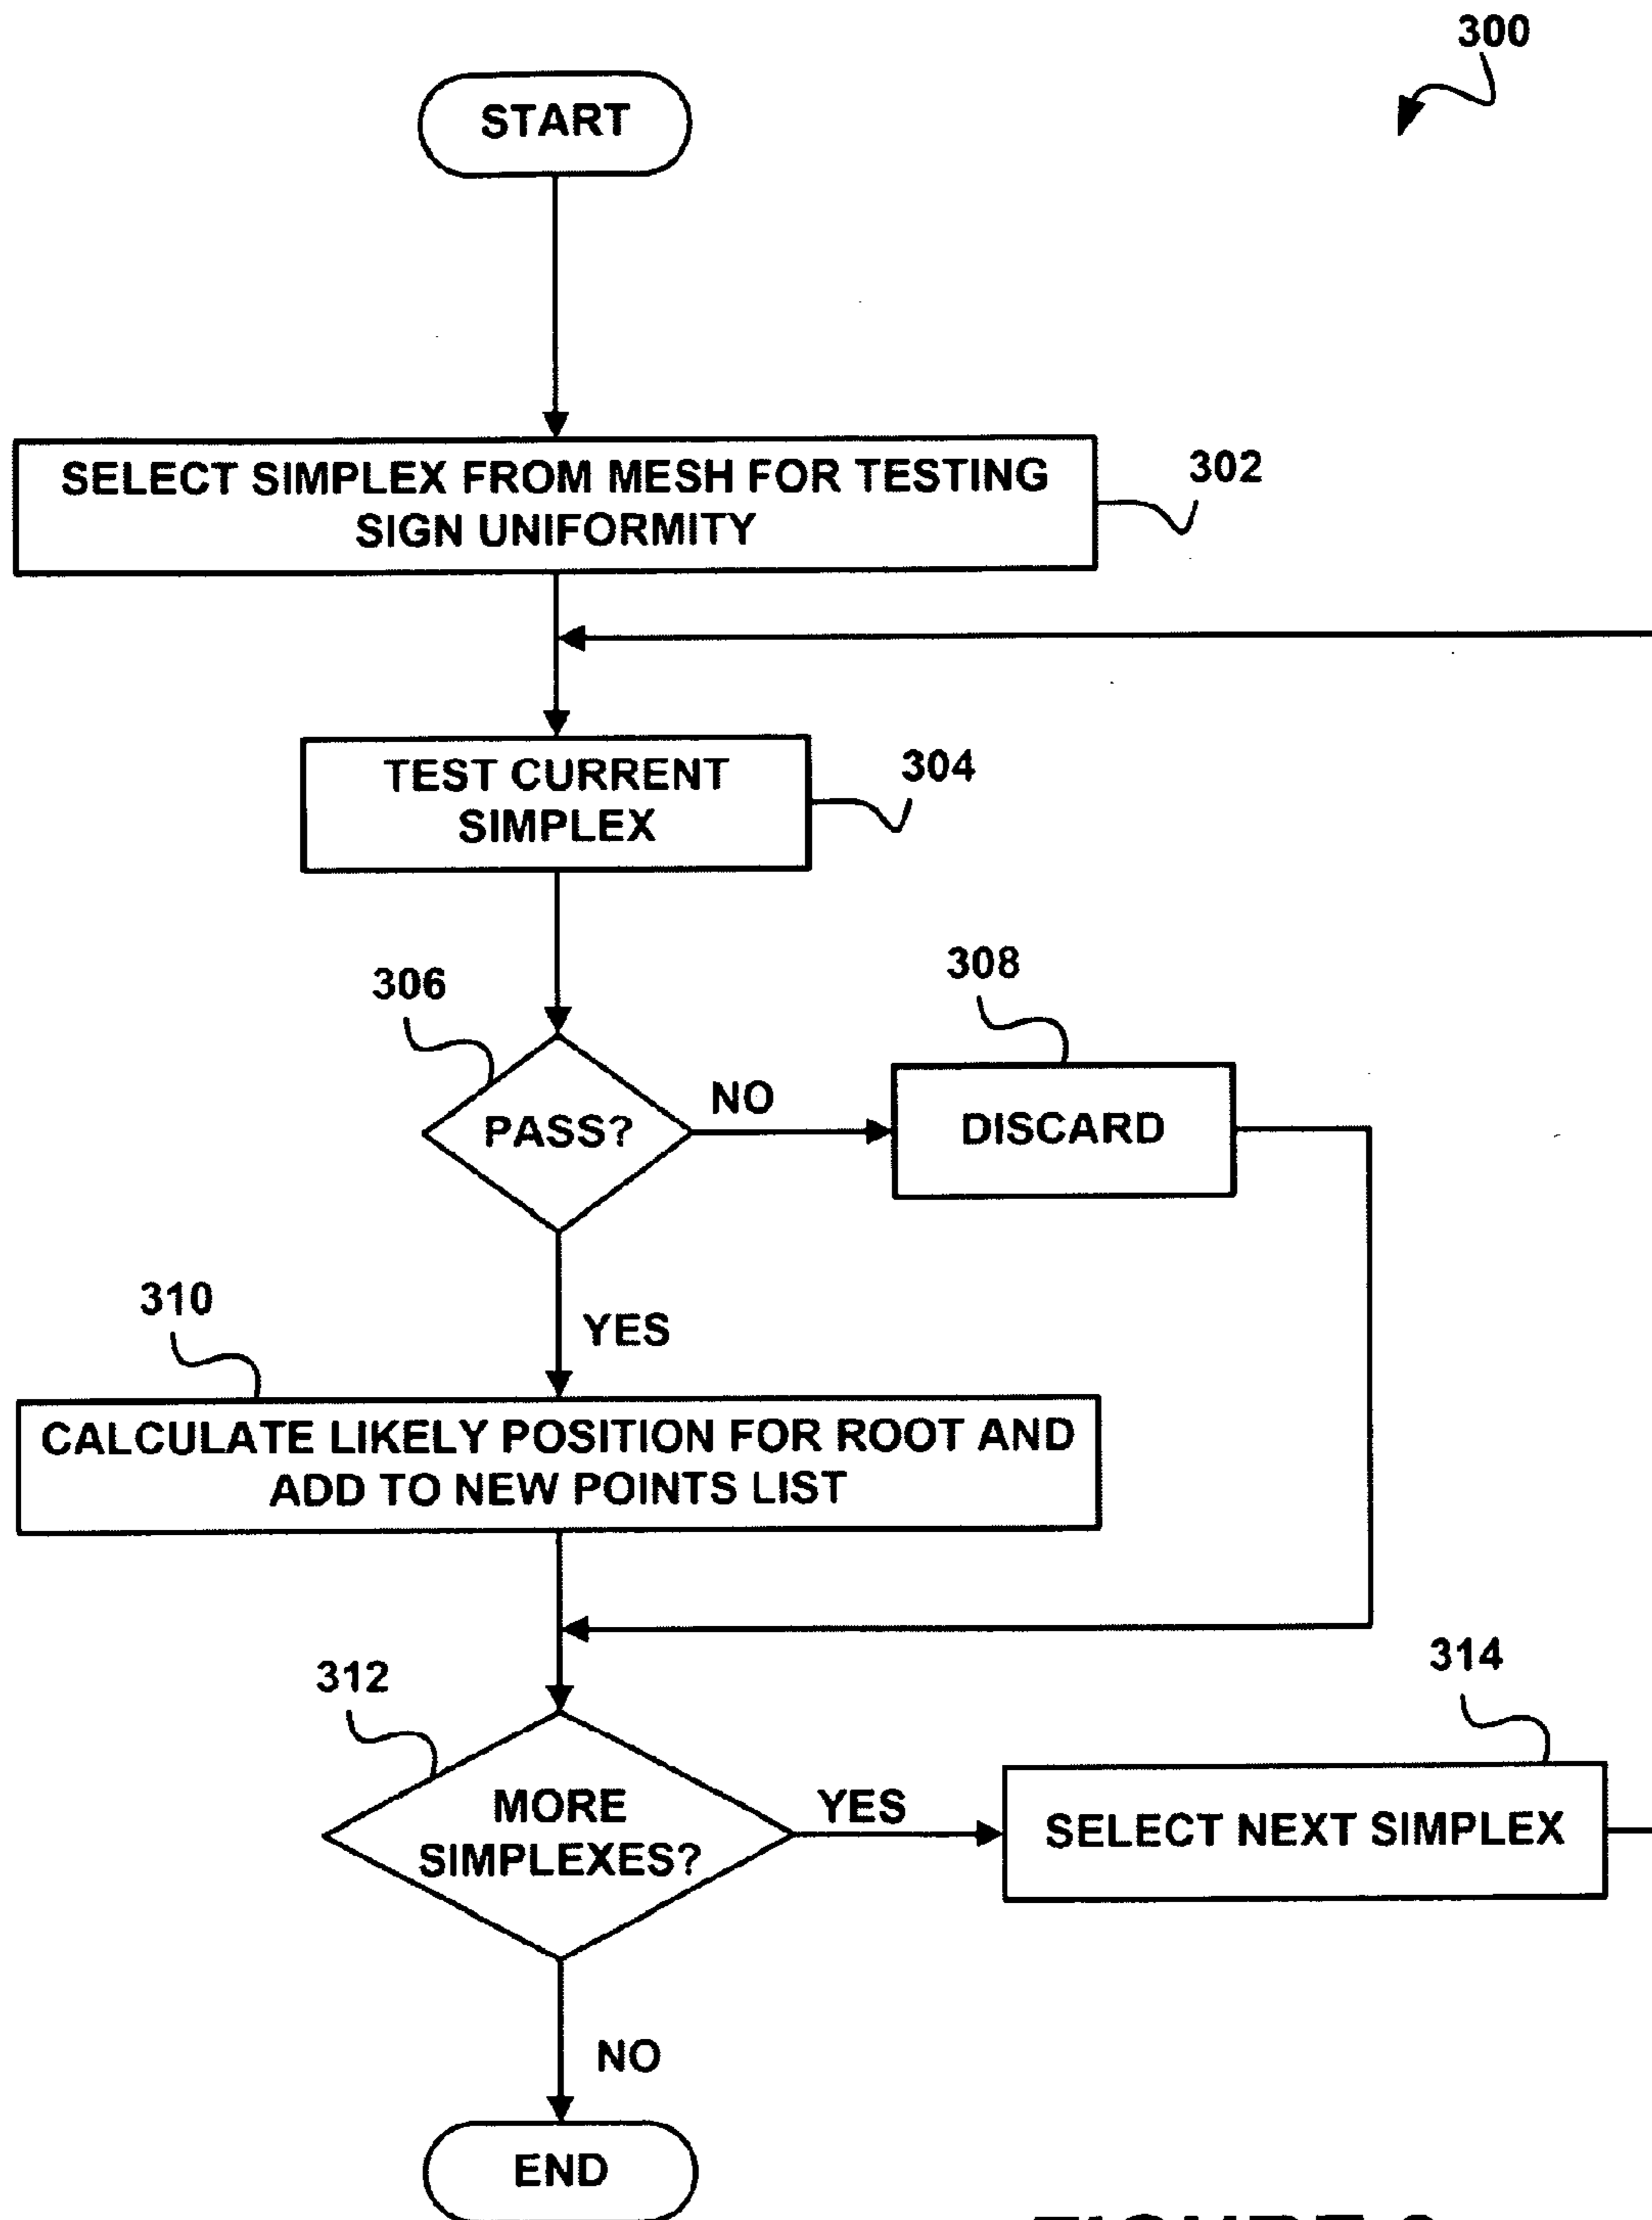 300
START
SELECT SIMPLEX FROM MESH FOR TESTING
SIGN UNIFORMITY
302
TEST CURRENT
SIMPLEX
304
306
PASS?
NO
308
DISCARD
YES
310
CALCULATE LIKELY POSITION FOR ROOT AND
ADD TO NEW POINTS LIST
312
MORE
SIMPLEXES?
YES
314
SELECT NEXT SIMPLEX
NO
END